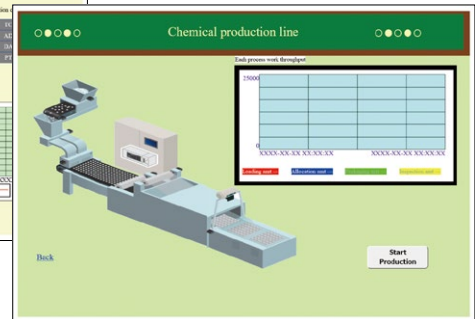 Chemical production line
Each process work throughput
25000
0
XXXX-XX-XX XX:XX:XX
XXXX-XX-XX XX:XX:XX
Loading unit
Allocation unit
Inspection unit
Back
Start
Production